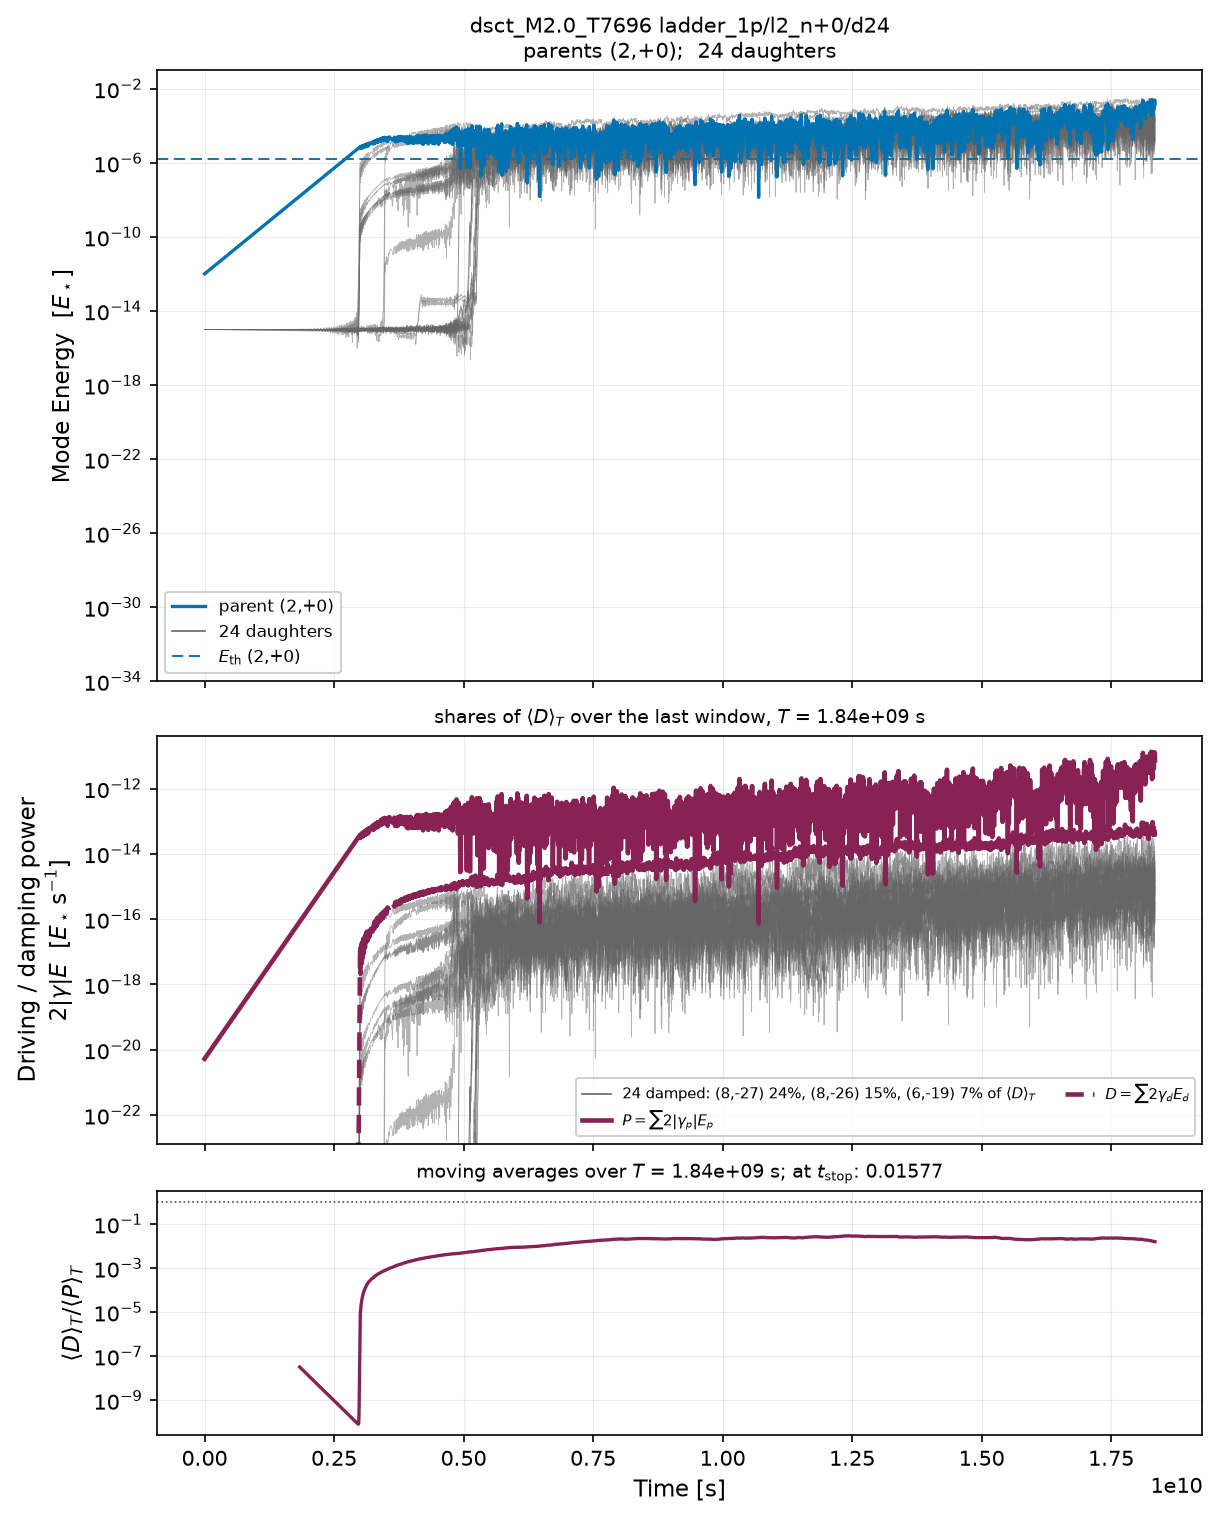 dsct_M2.0_T7696 ladder_1p/l2_n+0/d24
parents (2,+0);  24 daughters
Mode Energy [E⋆]
10⁻²
10⁻⁶
10⁻¹⁰
10⁻¹⁴
10⁻¹⁸
10⁻²²
10⁻²⁶
10⁻³⁰
10⁻³⁴
parent (2,+0)
24 daughters
E_th (2,+0)
shares of ⟨D⟩_T over the last window, T = 1.84e+09 s
Driving / damping power
2|γ|E [E⋆ s⁻¹]
10⁻¹²
10⁻¹⁴
10⁻¹⁶
10⁻¹⁸
10⁻²⁰
10⁻²²
24 damped: (8,-27) 24%, (8,-26) 15%, (6,-19) 7% of ⟨D⟩_T
P = ∑2|γ_p|E_p
D = ∑2γ_dE_d
moving averages over T = 1.84e+09 s; at t_stop: 0.01577
⟨D⟩_T/⟨P⟩_T
10⁻¹
10⁻³
10⁻⁵
10⁻⁷
10⁻⁹
0.00 0.25 0.50 0.75 1.00 1.25 1.50 1.75
1e10
Time [s]